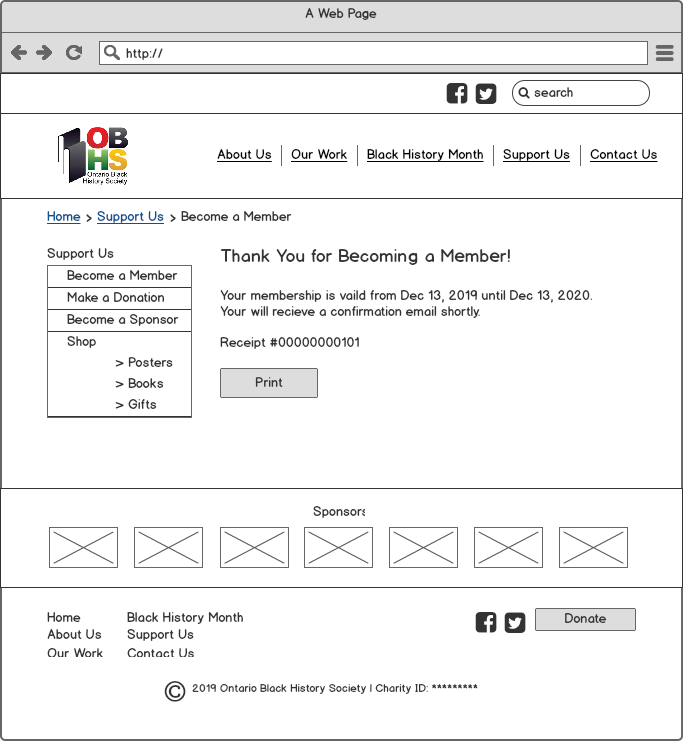 A Web Page
http://
search
OB
HS
Ontario Black
History Society
About Us Our Work Black History Month Support Us Contact Us
Home > Support Us > Become a Member
Support Us
Become a Member
Make a Donation
Become a Sponsor
Shop
> Posters
> Books
> Gifts
Thank You for Becoming a Member!
Your membership is vaild from Dec 13, 2019 until Dec 13, 2020.
Your will recieve a confirmation email shortly.
Receipt #00000000101
Print
Sponsors
Home Black History Month
About Us Support Us
Our Work Contact Us
Donate
© 2019 Ontario Black History Society | Charity ID: *********